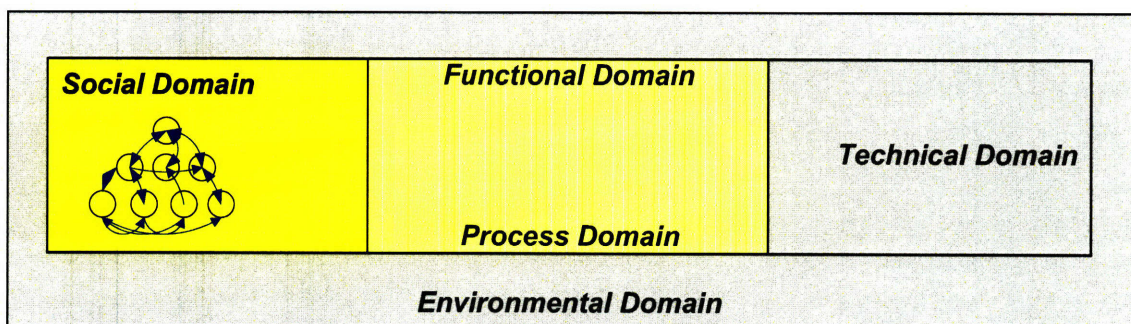 Social Domain
Functional Domain
Technical Domain
Process Domain
Environmental Domain